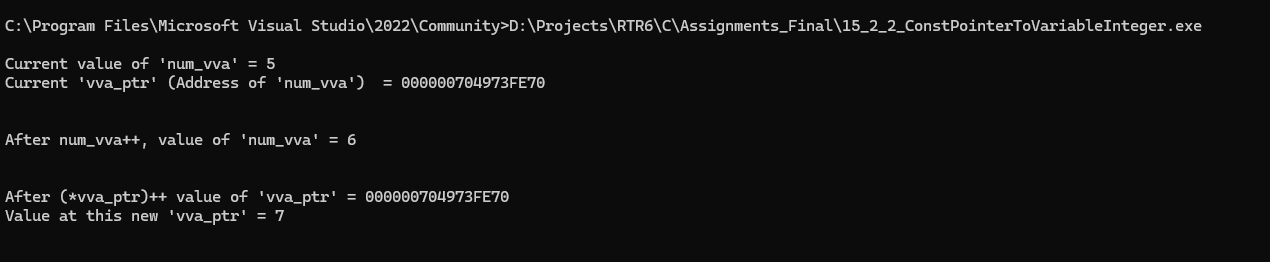 C:\Program Files\Microsoft Visual Studio\2022\Community>D:\Projects\RTR6\C\Assignments_Final\15_2_2_ConstPointerToVariableInteger.exe
Current value of 'num_vva' = 5
Current 'vva_ptr' (Address of 'num_vva')  = 000000704973FE70
After num_vva++, value of 'num_vva' = 6
After (*vva_ptr)++ value of 'vva_ptr' = 000000704973FE70
Value at this new 'vva_ptr' = 7